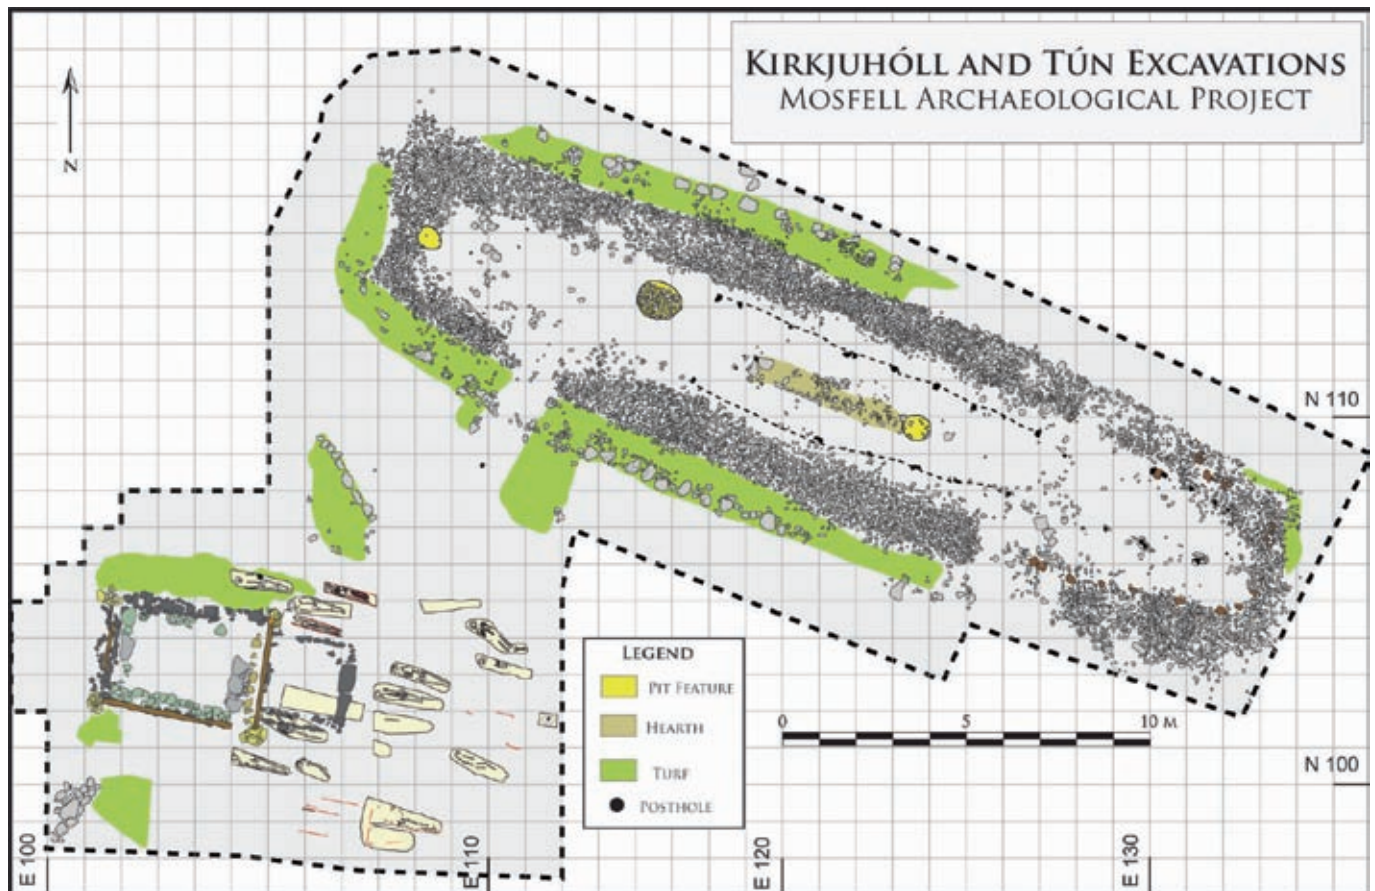 KIRKJUHÓLL AND TÚN EXCAVATIONS
MOSFELL ARCHAEOLOGICAL PROJECT
N
N 110
LEGEND
PIT FEATURE
HEARTH
TURF
POSTHOLE
0 5 10 M
N 100
E 100
E 110
E 120
E 130